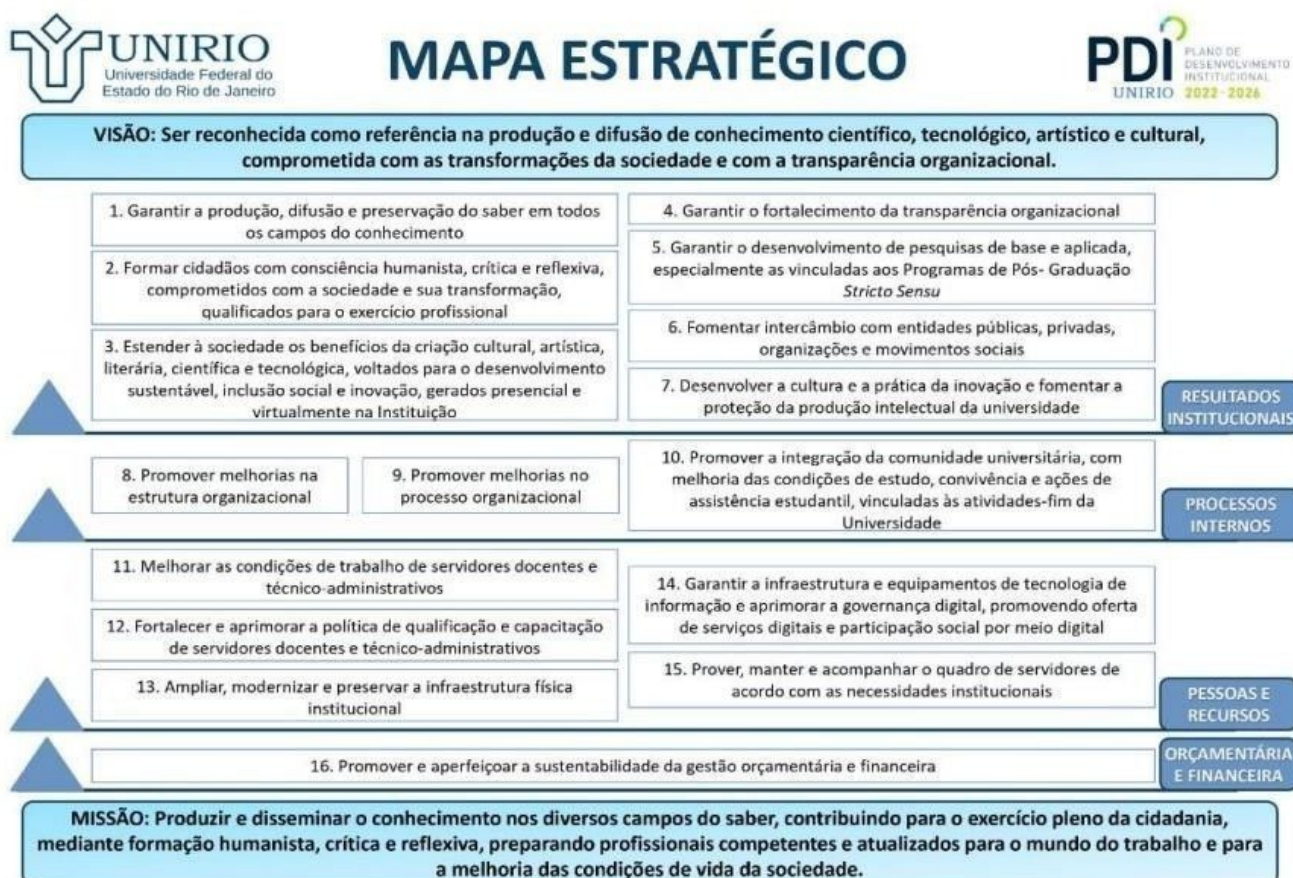 UNIRIO
Universidade Federal do
Estado do Rio de Janeiro
MAPA ESTRATÉGICO
PDI
UNIRIO
PLANO DE
DESENVOLVIMENTO
INSTITUCIONAL
2022-2026
VISÃO: Ser reconhecida como referência na produção e difusão de conhecimento científico, tecnológico, artístico e cultural,
comprometida com as transformações da sociedade e com a transparência organizacional.
1. Garantir a produção, difusão e preservação do saber em todos
os campos do conhecimento
2. Formar cidadãos com consciência humanista, crítica e reflexiva,
comprometidos com a sociedade e sua transformação,
qualificados para o exercício profissional
3. Estender à sociedade os benefícios da criação cultural, artística,
literária, científica e tecnológica, voltados para o desenvolvimento
sustentável, inclusão social e inovação, gerados presencial e
virtualmente na Instituição
4. Garantir o fortalecimento da transparência organizacional
5. Garantir o desenvolvimento de pesquisas de base e aplicada,
especialmente as vinculadas aos Programas de Pós- Graduação
Stricto Sensu
6. Fomentar intercâmbio com entidades públicas, privadas,
organizações e movimentos sociais
7. Desenvolver a cultura e a prática da inovação e fomentar a
proteção da produção intelectual da universidade
RESULTADOS
INSTITUCIONAIS
8. Promover melhorias na
estrutura organizacional
9. Promover melhorias no
processo organizacional
10. Promover a integração da comunidade universitária, com
melhoria das condições de estudo, convivência e ações de
assistência estudantil, vinculadas às atividades-fim da
Universidade
PROCESSOS
INTERNOS
11. Melhorar as condições de trabalho de servidores docentes e
técnico-administrativos
12. Fortalecer e aprimorar a política de qualificação e capacitação
de servidores docentes e técnico-administrativos
13. Ampliar, modernizar e preservar a infraestrutura física
institucional
14. Garantir a infraestrutura e equipamentos de tecnologia de
informação e aprimorar a governança digital, promovendo oferta
de serviços digitais e participação social por meio digital
15. Prover, manter e acompanhar o quadro de servidores de
acordo com as necessidades institucionais
PESSOAS E
RECURSOS
16. Promover e aperfeiçoar a sustentabilidade da gestão orçamentária e financeira
ORÇAMENTÁRIA
E FINANCEIRA
MISSÃO: Produzir e disseminar o conhecimento nos diversos campos do saber, contribuindo para o exercício pleno da cidadania,
mediante formação humanista, crítica e reflexiva, preparando profissionais competentes e atualizados para o mundo do trabalho e para
a melhoria das condições de vida da sociedade.